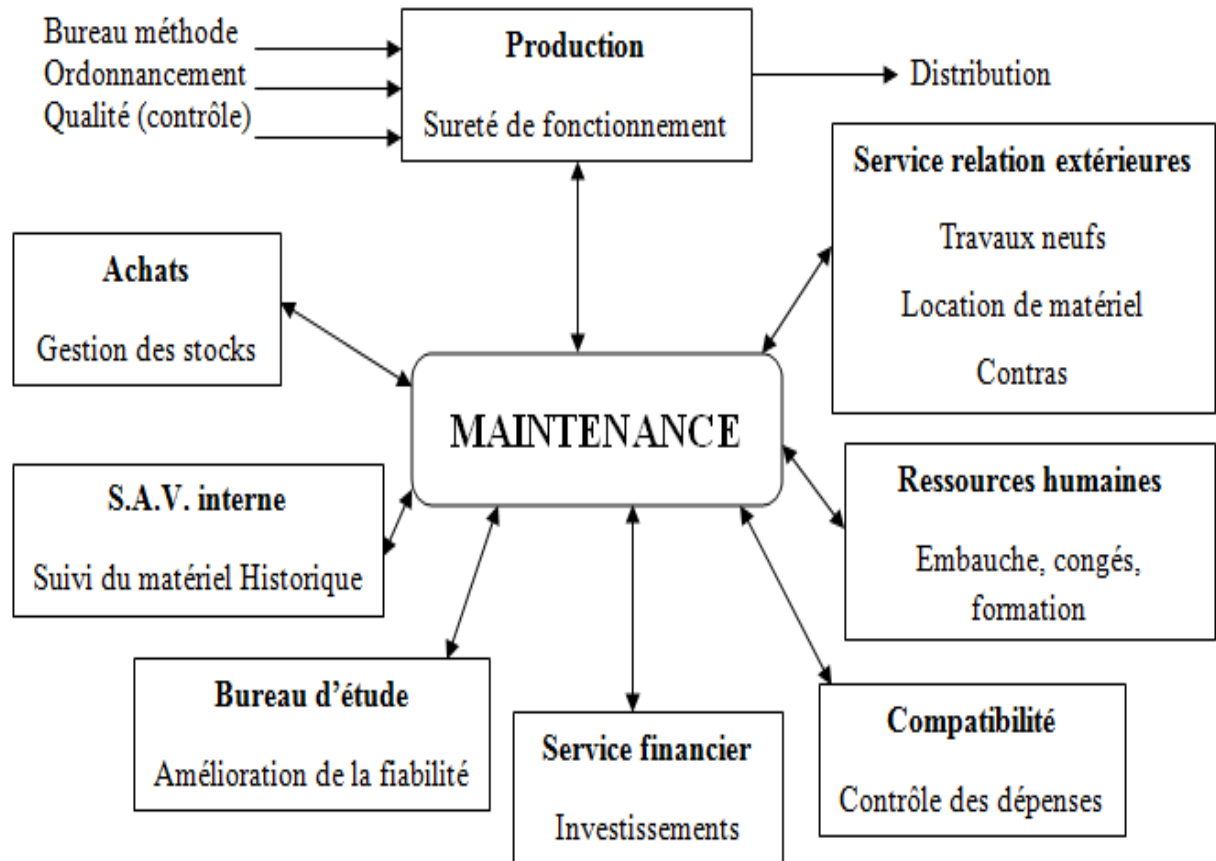 Bureau méthode
Ordonnancement
Qualité (contrôle)
Production
Sureté de fonctionnement
Distribution
Service relation extérieures
Travaux neufs
Location de matériel
Contras
Achats
Gestion des stocks
MAINTENANCE
S.A.V. interne
Suivi du matériel Historique
Ressources humaines
Embauche, congés,
formation
Bureau d’étude
Amélioration de la fiabilité
Service financier
Investissements
Compatibilité
Contrôle des dépenses